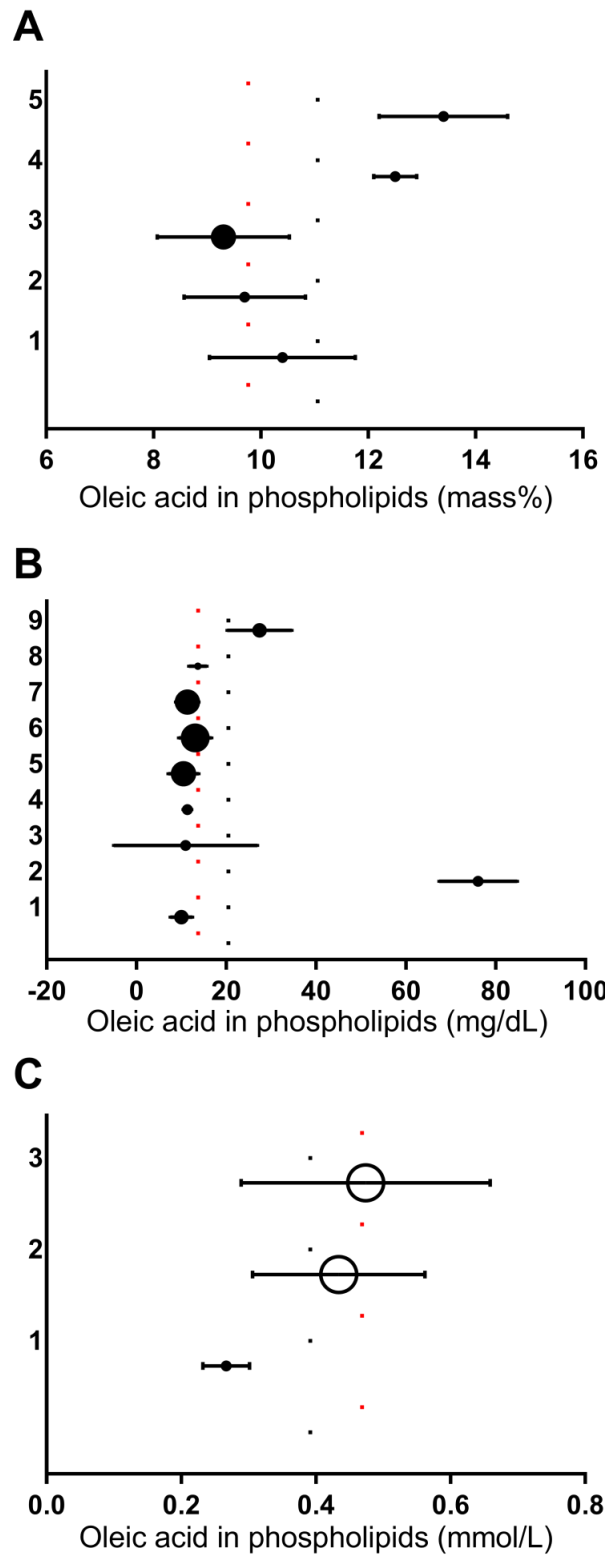 A
5
4
3
2
1
6 8 10 12 14 16
Oleic acid in phospholipids (mass%)
B
9
8
7
6
5
4
3
2
1
-20 0 20 40 60 80 100
Oleic acid in phospholipids (mg/dL)
C
3
2
1
0.0 0.2 0.4 0.6 0.8
Oleic acid in phospholipids (mmol/L)